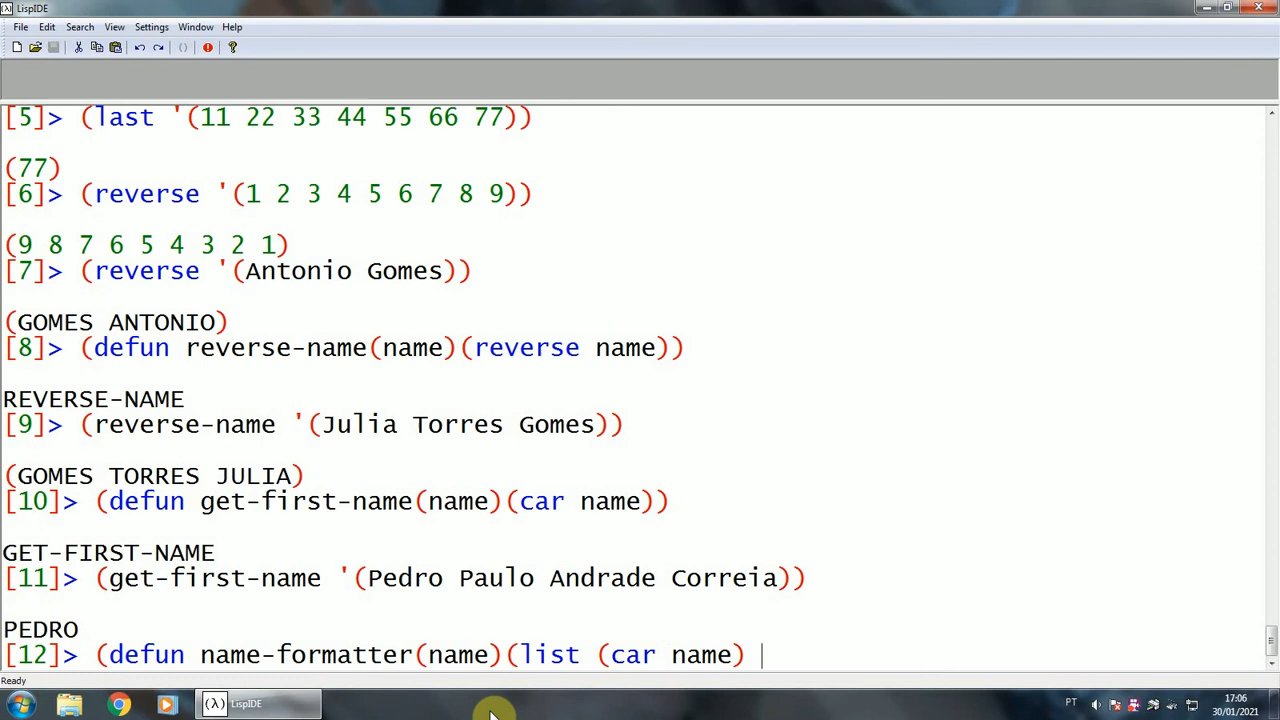 LispIDE
File Edit Search View Settings Window Help
[5]> (last '(11 22 33 44 55 66 77))
(77)
[6]> (reverse '(1 2 3 4 5 6 7 8 9))
(9 8 7 6 5 4 3 2 1)
[7]> (reverse '(Antonio Gomes))
(GOMES ANTONIO)
[8]> (defun reverse-name(name)(reverse name))
REVERSE-NAME
[9]> (reverse-name '(Julia Torres Gomes))
(GOMES TORRES JULIA)
[10]> (defun get-first-name(name)(car name))
GET-FIRST-NAME
[11]> (get-first-name '(Pedro Paulo Andrade Correia))
PEDRO
[12]> (defun name-formatter(name)(list (car name)
Ready
(λ) LispIDE
PT
17:06
30/01/2021